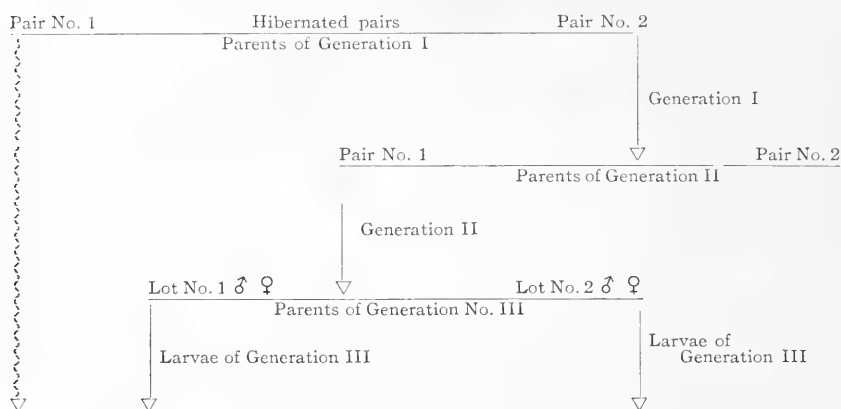 Pair No. 1 Hibernated pairs Pair No. 2
Parents of Generation I
Generation I
Pair No. 1 Pair No. 2
Parents of Generation II
Generation II
Lot No. 1 ♂ ♀ Lot No. 2 ♂ ♀
Parents of Generation No. III
Larvae of Generation III
Larvae of
Generation III